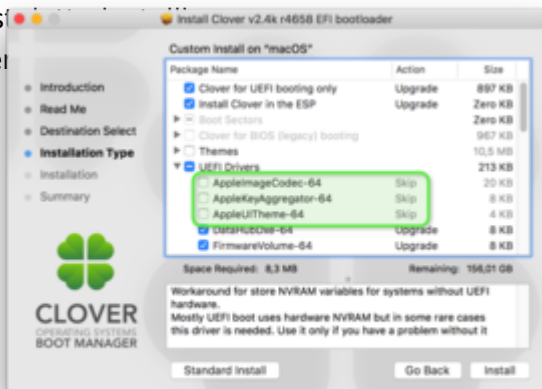 Install Clover v2.4k r4658 EFI bootloader
Custom Install on "macOS"
Package Name Action Size
Clover for UEFI booting only Upgrade 897 KB
Install Clover in the ESP Upgrade Zero KB
Boot Sectors Zero KB
Clover for BIOS (legacy) booting 967 KB
Themes 10,5 MB
UEFI Drivers 213 KB
AppleImageCodec-64 Skip 20 KB
AppleKeyAggregator-64 Skip 8 KB
AppleUITheme-64 Skip 4 KB
DataHubDxe-64 Upgrade 8 KB
FirmwareVolume-64 Upgrade 8 KB
Space Required: 8,3 MB Remaining: 156,01 GB
Workaround for store NVRAM variables for systems without UEFI
hardware.
Mostly UEFI boot uses hardware NVRAM but in some rare cases
this driver is needed. Use it only if you have a problem without it
Introduction
Read Me
Destination Select
Installation Type
Installation
Summary
CLOVER
OPERATING SYSTEMS
BOOT MANAGER
Standard Install Go Back Install